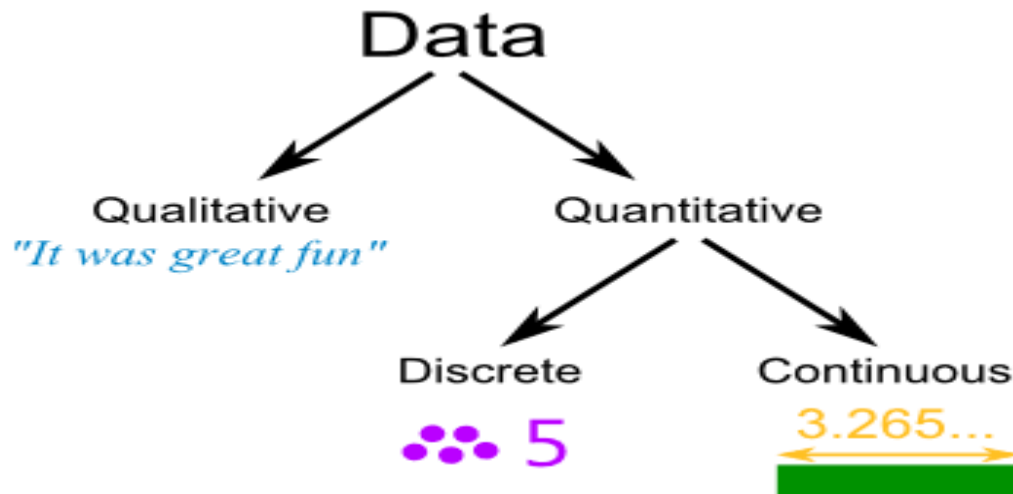 Data
Qualitative
Quantitative
"It was great fun"
Discrete
Continuous
5
3.265...